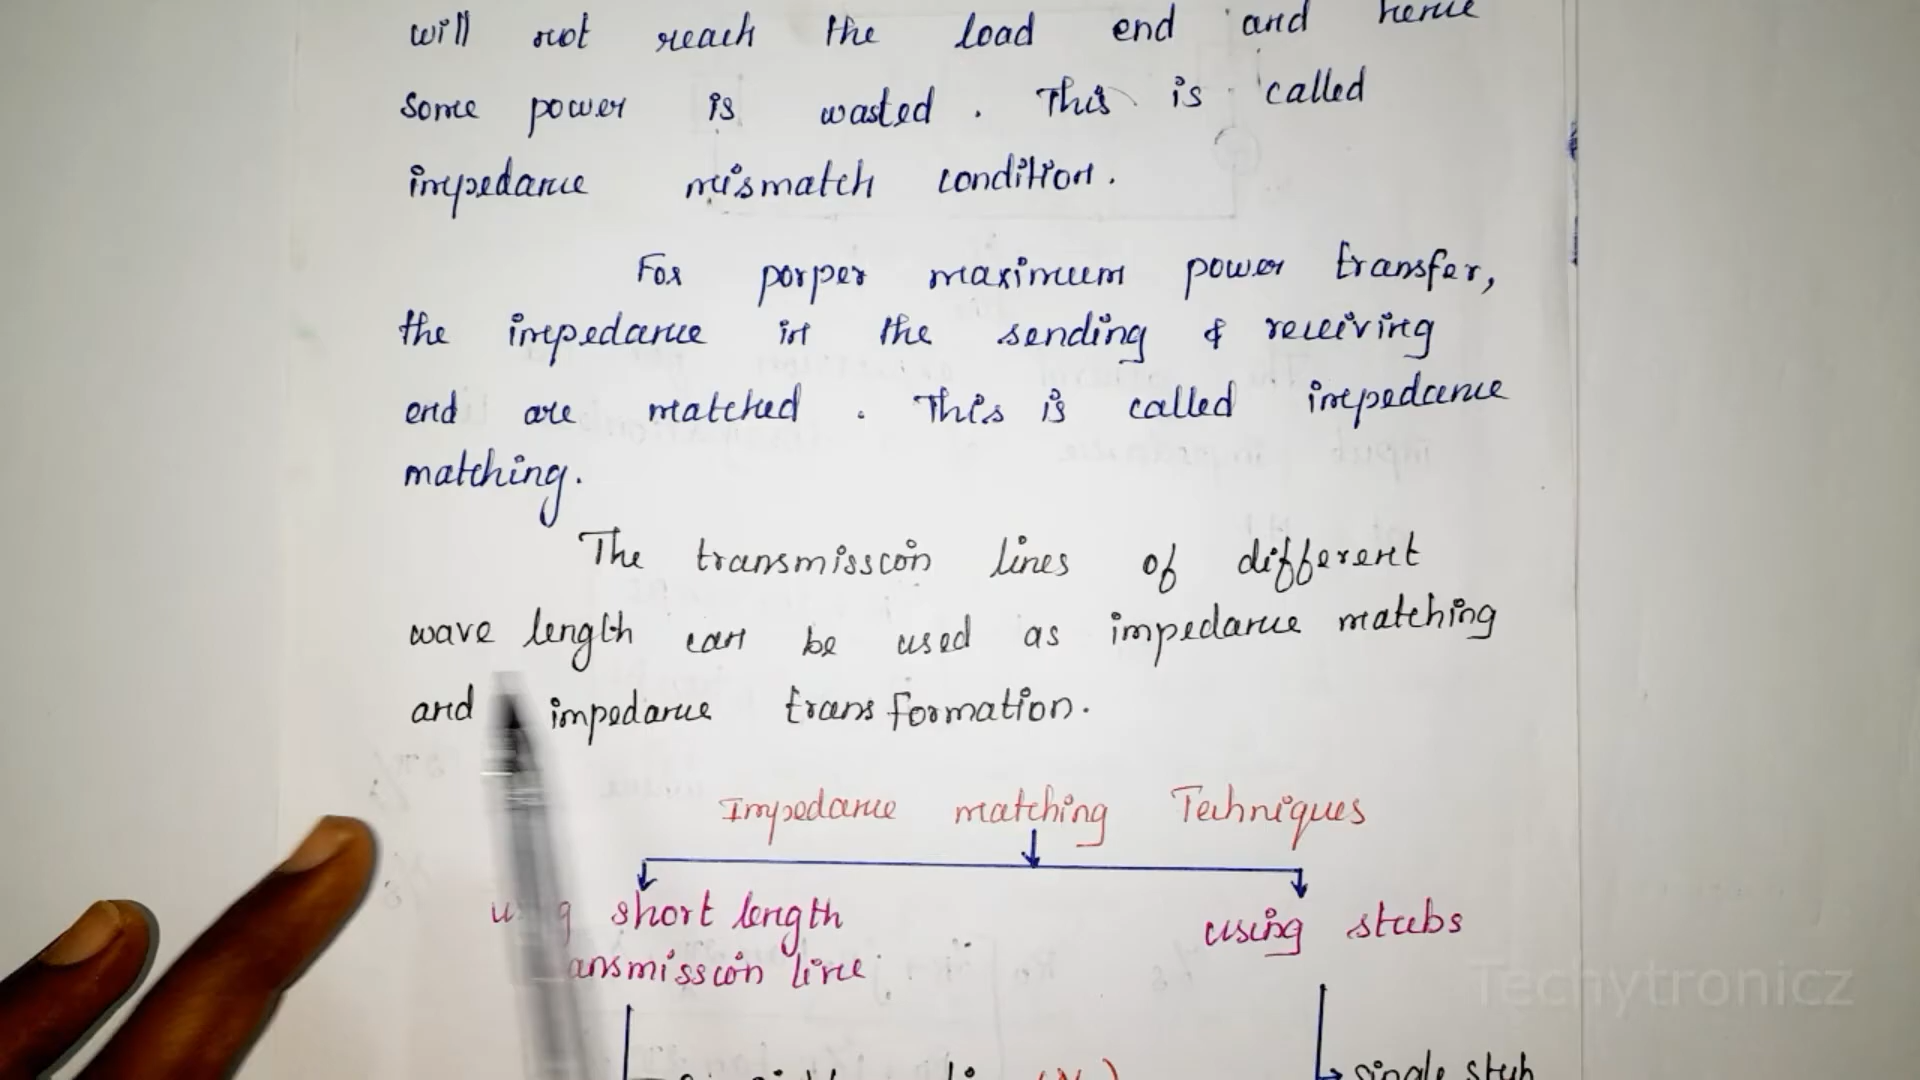 will not reach the load end and hence
some power is wasted. This is called
impedance mismatch condition.
For porper maximum power transfer,
the impedance in the sending & receiving
end are matched. This is called impedance
matching.
The transmisscon lines of different
wave length can be used as impedance matching
and impedance transformation.
Impedance matching Techniques
short length
using stubs
ansmisscon line
Techytronicz
single stub